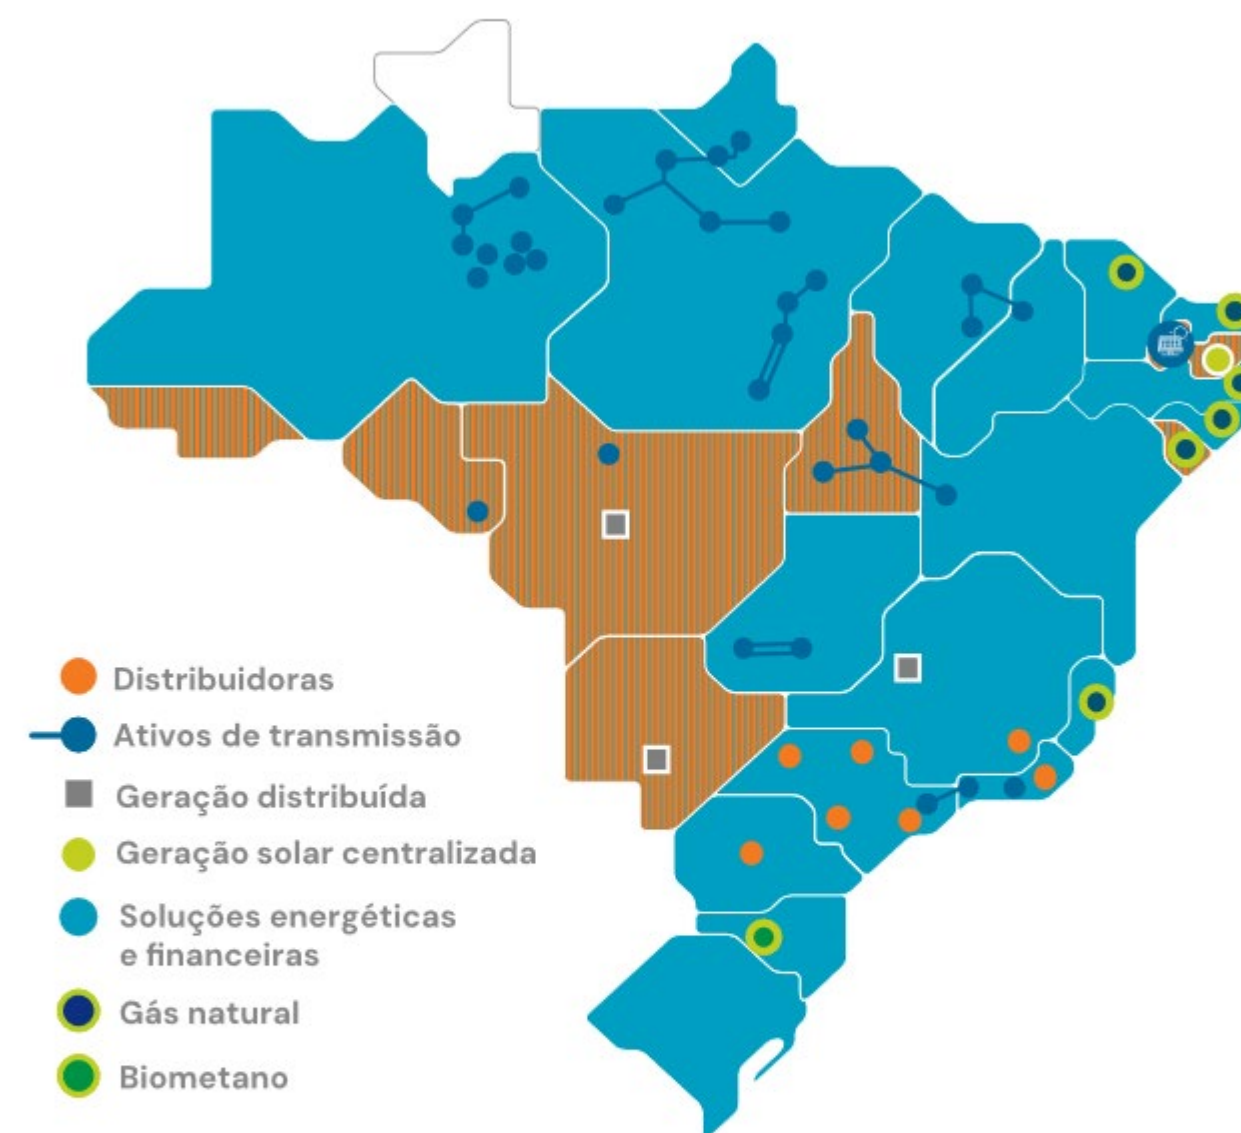 Distribuidoras
Ativos de transmissão
Geração distribuída
Geração solar centralizada
Soluções energéticas
e financeiras
Gás natural
Biometano